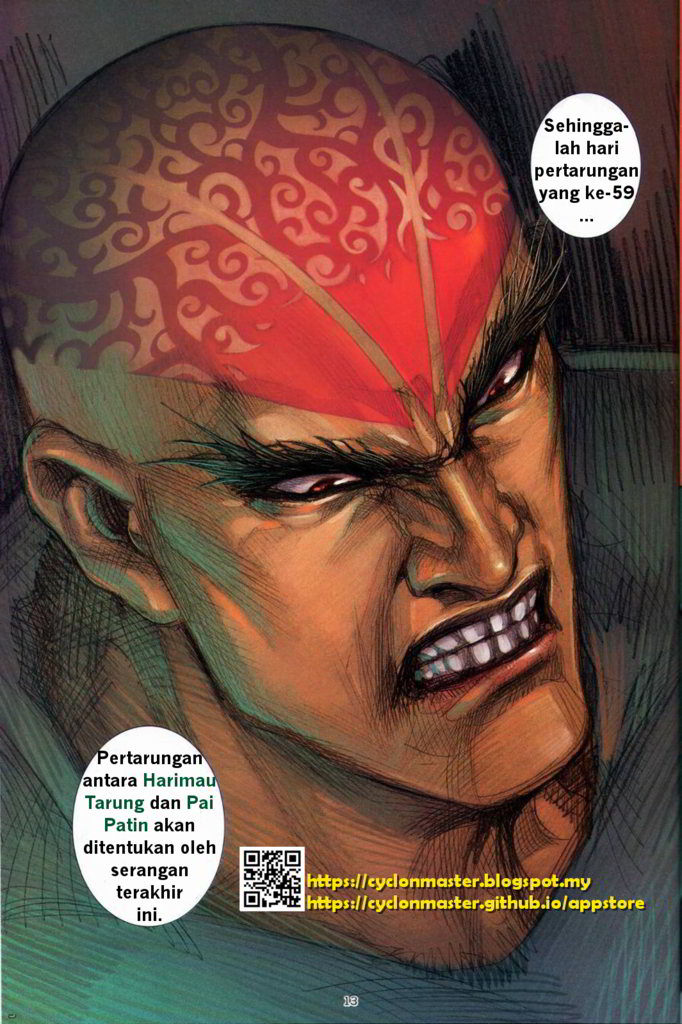 Sehingga-
lah hari
pertarungan
yang ke-59
...
Pertarungan
antara Harimau
Tarung dan Pai
Patin akan
ditentukan oleh
serangan
terakhir
ini.
https://cyclonmaster.blogspot.my
https://cyclonmaster.github.io/appstore
13